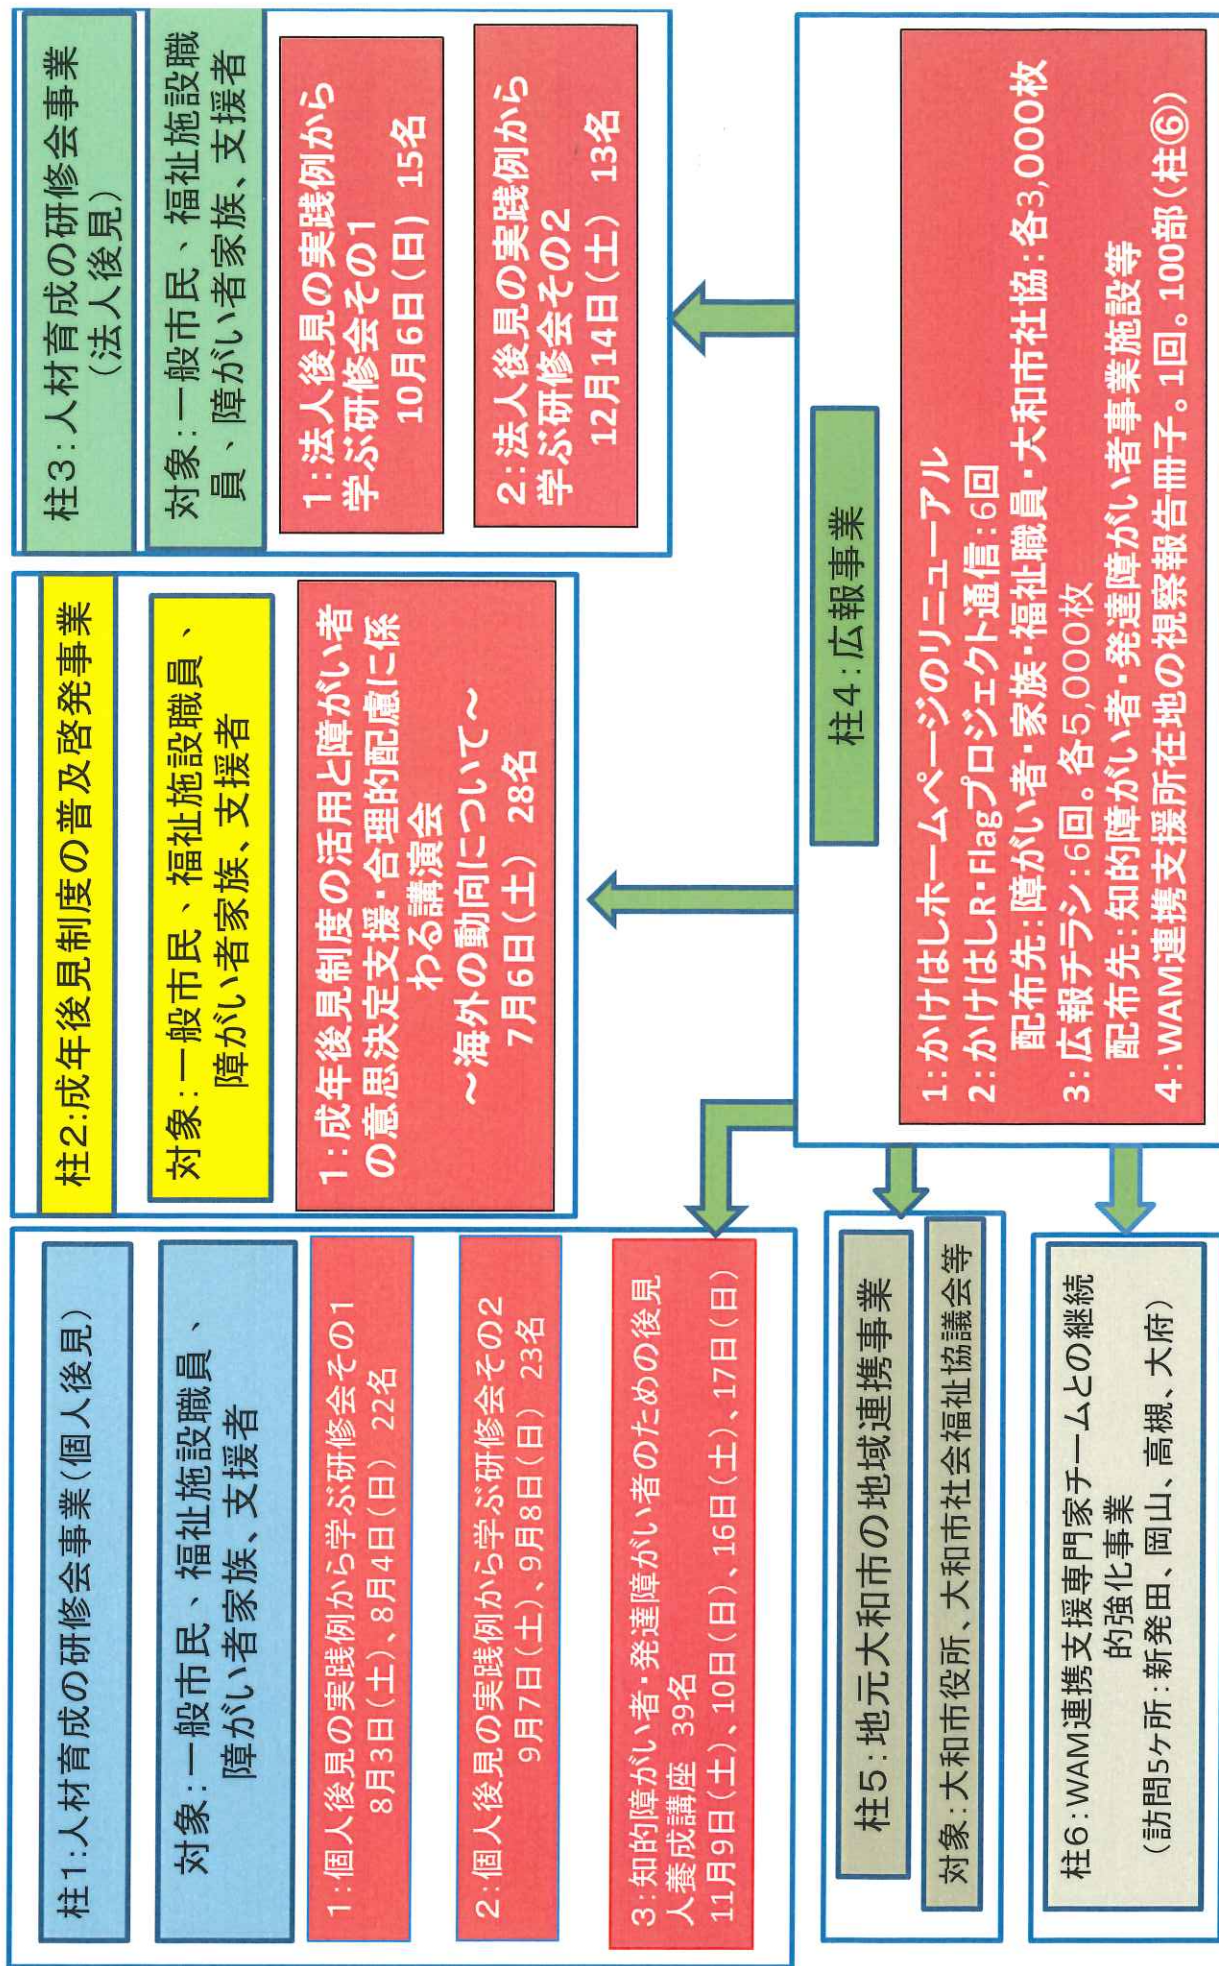 柱1:人材育成の研修会事業(個人後見)
対象:一般市民、福祉施設職員、
障がい者家族、支援者
1:個人後見の実践例から学ぶ研修会その1
8月3日(土)、8月4日(日) 22名
2:個人後見の実践例から学ぶ研修会その2
9月7日(土)、9月8日(日) 23名
3:知的障がい者・発達障がい者のための後見
人養成講座 39名
11月9日(土)、10日(日)、16日(土)、17日(日)
柱2:成年後見制度の普及啓発事業
対象:一般市民、福祉施設職員、
障がい者家族、支援者
1:成年後見制度の活用と障がい者
の意思決定支援・合理的配慮に係
わる講演会
~海外の動向について~
7月6日(土) 28名
柱3:人材育成の研修会事業
(法人後見)
対象:一般市民、福祉施設職
員、障がい者家族、支援者
1:法人後見の実践例から
学ぶ研修会その1
10月6日(日) 15名
2:法人後見の実践例から
学ぶ研修会その2
12月14日(土) 13名
柱5:地元大和市の地域連携事業
対象:大和市役所、大和市社会福祉協議会等
柱6:WAM連携支援専門家チームとの継続
的強化事業
(訪問5ヶ所:新発田、岡山、高槻、大府)
柱4:広報事業
1:かけはしホームページのリニューアル
2:かけはしR・Flagプロジェクト通信:6回
配布先:障がい者・家族・福祉職員・大和市社協:各3,000枚
3:広報チラシ:6回。各5,000枚
配布先:知的障がい者・発達障がい者事業施設等
4:WAM連携支援所在地の視察報告冊子。1回。100部(柱⑥))